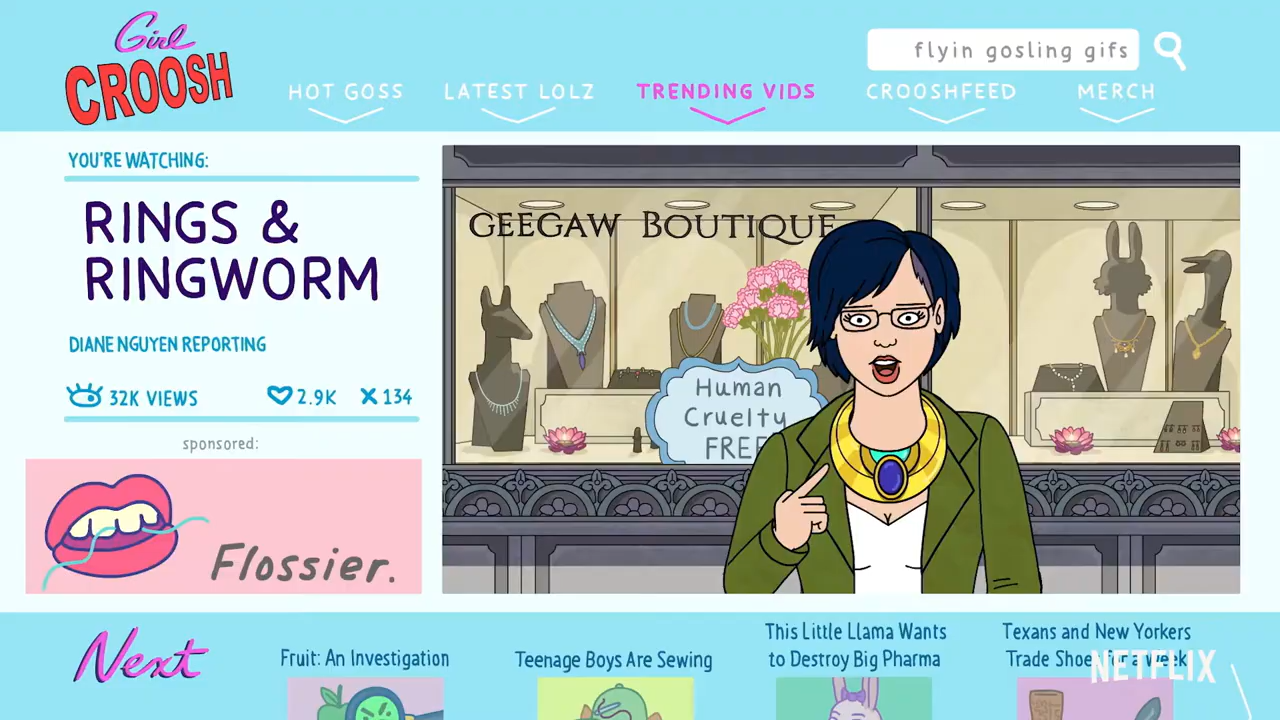 Girl
CROOSH
flyin gosling gifs
HOT GOSS
LATEST LOLZ
TRENDING VIDS
CROOSHFEED
MERCH
YOU'RE WATCHING:
RINGS &
RINGWORM
DIANE NGUYEN REPORTING
32K VIEWS
2.9K
134
sponsored:
Flossier.
GEEGAW BOUTIQUE
Human
Cruelty
FREE
Next
Fruit: An Investigation
Teenage Boys Are Sewing
This Little Llama Wants
to Destroy Big Pharma
Texans and New Yorkers
Trade Shoes for a Week
NETFLIX